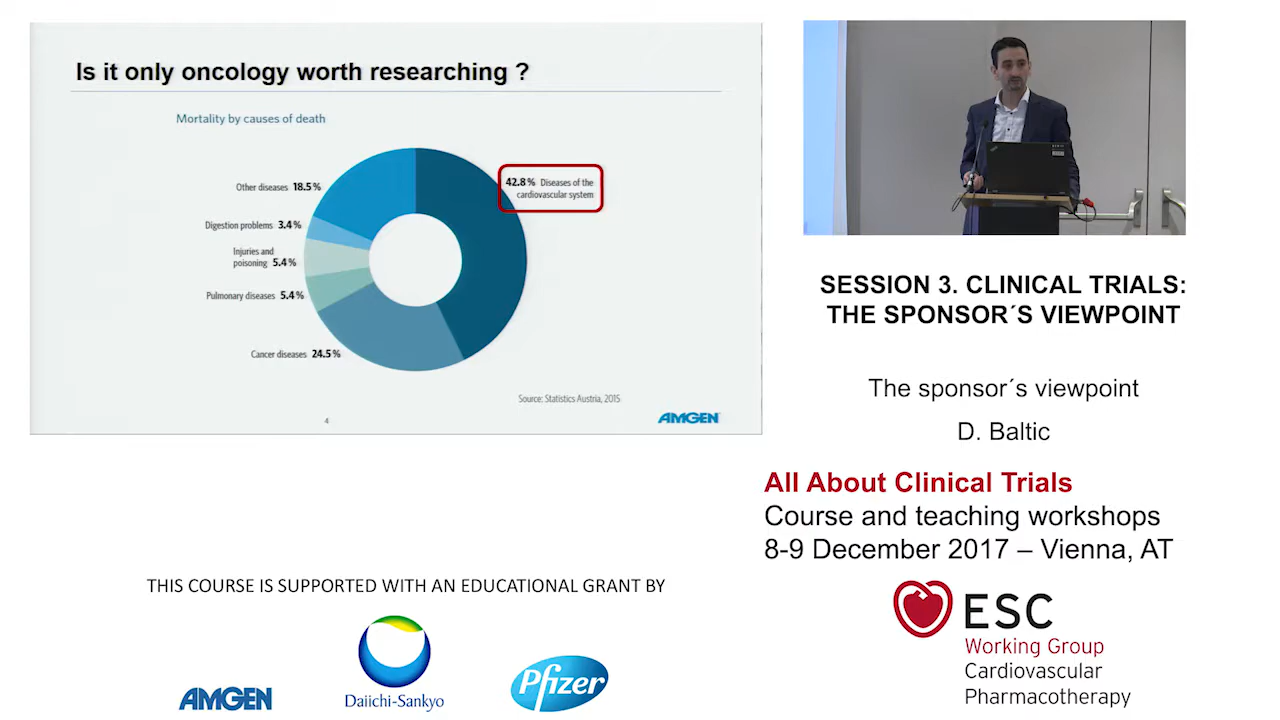 Is it only oncology worth researching ?
Mortality by causes of death
Other diseases 18.5%
Digestion problems 3.4%
Injuries and
poisoning 5.4%
Pulmonary diseases 5.4%
Cancer diseases 24.5%
42.8% Diseases of the
cardiovascular system
Source: Statistics Austria, 2015
4
AMGEN
SESSION 3. CLINICAL TRIALS:
THE SPONSOR´S VIEWPOINT
The sponsor´s viewpoint
D. Baltic
All About Clinical Trials
Course and teaching workshops
8-9 December 2017 – Vienna, AT
THIS COURSE IS SUPPORTED WITH AN EDUCATIONAL GRANT BY
AMGEN
Daiichi-Sankyo
Pfizer
ESC
Working Group
Cardiovascular
Pharmacotherapy